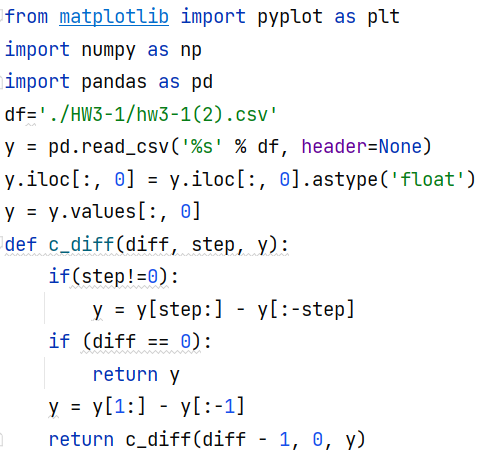 from matplotlib import pyplot as plt
import numpy as np
import pandas as pd
df='./HW3-1/hw3-1(2).csv'
y = pd.read_csv('%s' % df, header=None)
y.iloc[:, 0] = y.iloc[:, 0].astype('float')
y = y.values[:, 0]
def c_diff(diff, step, y):
    if(step!=0):
        y = y[step:] - y[:-step]
    if (diff == 0):
        return y
    y = y[1:] - y[:-1]
    return c_diff(diff - 1, 0, y)